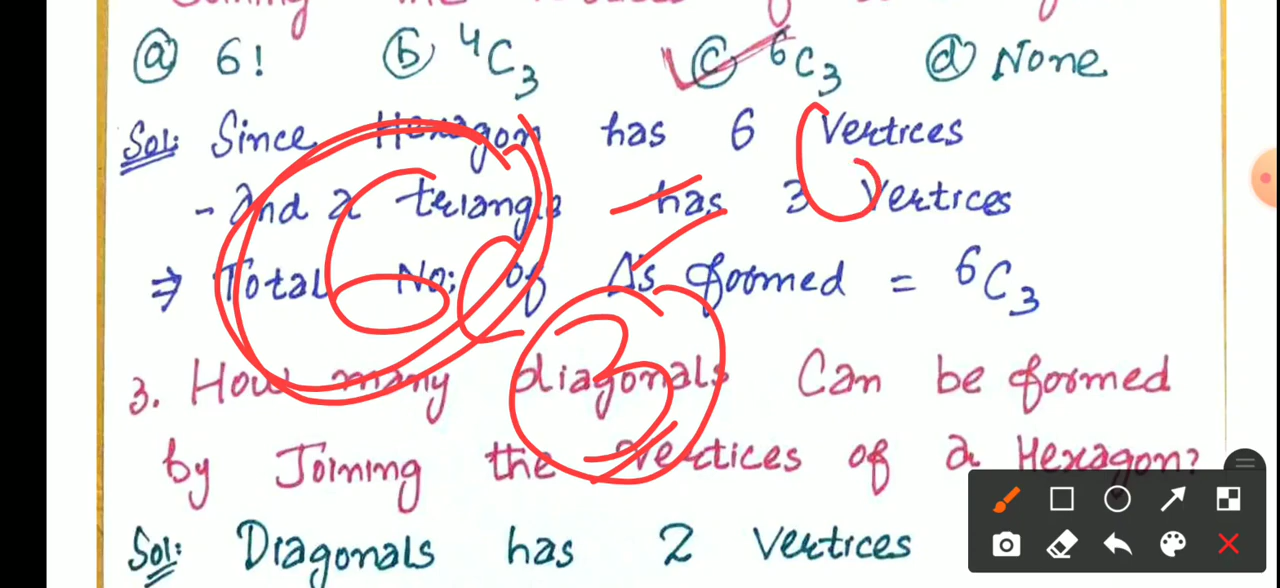 ⓐ 6! ⓑ ⁴C₃ ⓒ ⁶C₃ ⓓ None
Sol: Since Hexagon has 6 Vertices
- And a triangle has 3 Vertices
⇒ Total No: of Δ's formed = ⁶C₃
6C3
3. How many diagonals Can be formed
by Joining the vertices of a Hexagon?
Sol: Diagonals has 2 vertices